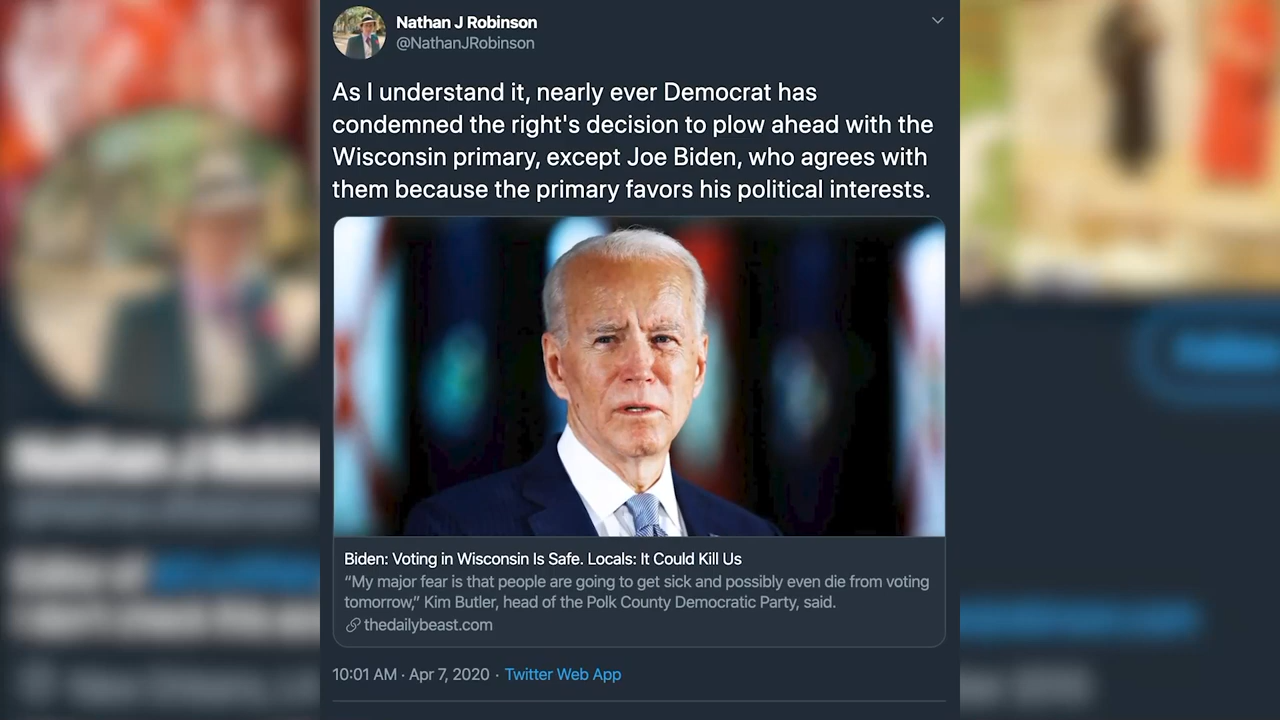 Nathan J Robinson
@NathanJRobinson
As I understand it, nearly ever Democrat has
condemned the right's decision to plow ahead with the
Wisconsin primary, except Joe Biden, who agrees with
them because the primary favors his political interests.
Biden: Voting in Wisconsin Is Safe. Locals: It Could Kill Us
“My major fear is that people are going to get sick and possibly even die from voting
tomorrow,” Kim Butler, head of the Polk County Democratic Party, said.
thedailybeast.com
10:01 AM · Apr 7, 2020 · Twitter Web App